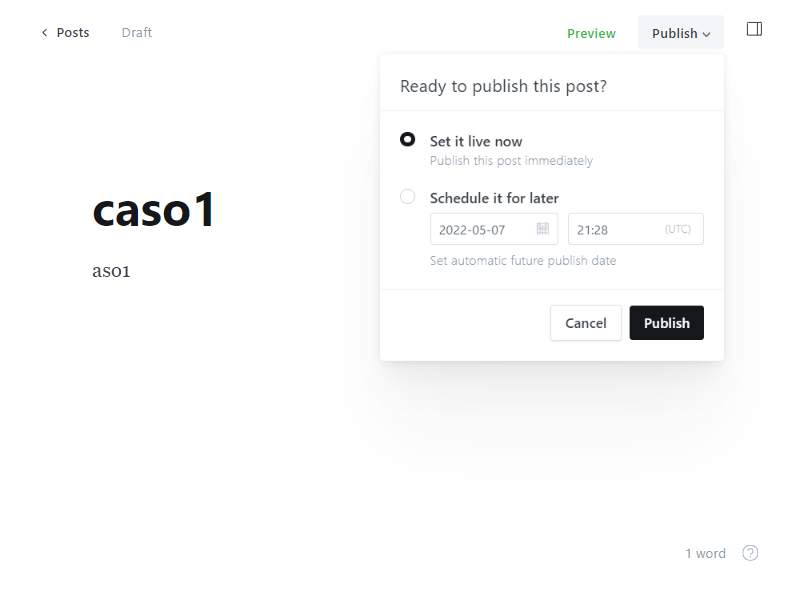 Posts Draft Preview Publish
Ready to publish this post?
Set it live now
Publish this post immediately
Schedule it for later
2022-05-07 21:28 (UTC)
Set automatic future publish date
Cancel Publish
caso1
aso1
1 word ?